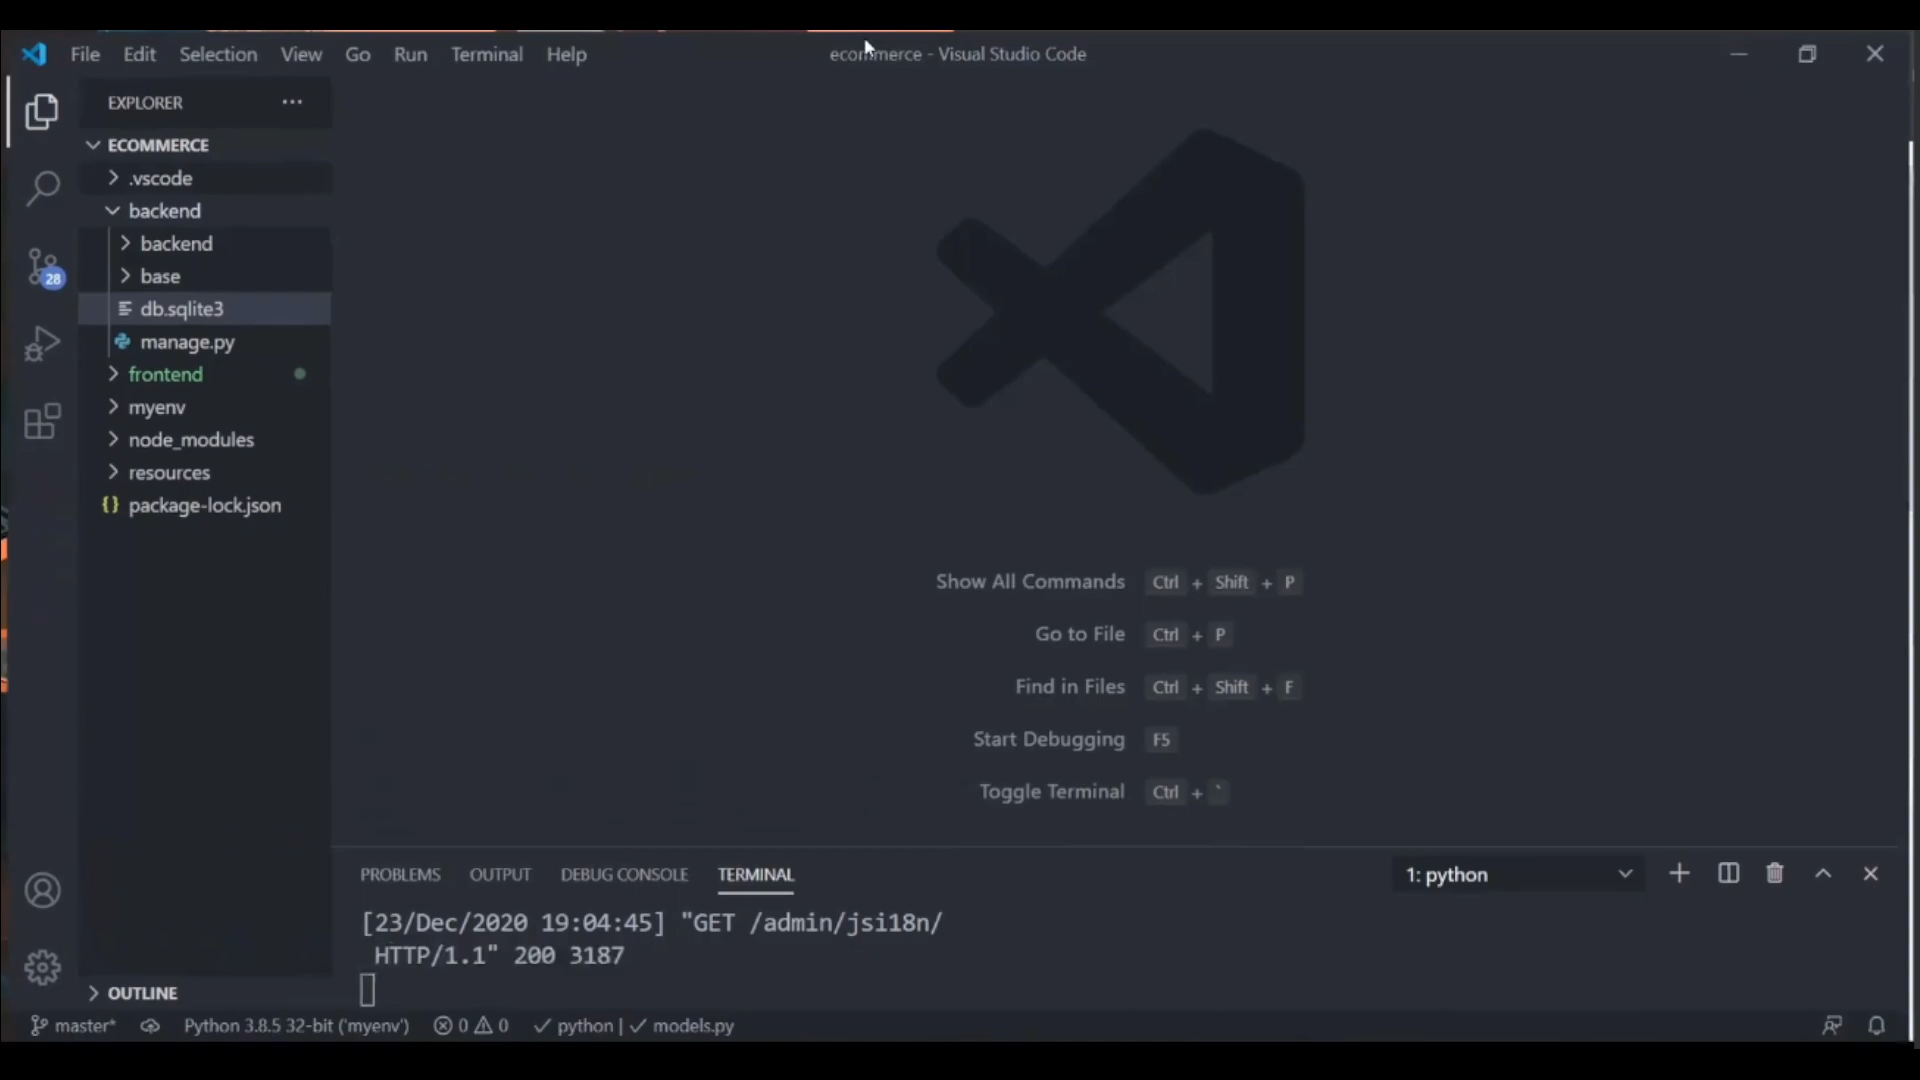 File Edit Selection View Go Run Terminal Help
ecommerce - Visual Studio Code
EXPLORER
ECOMMERCE
.vscode
backend
backend
base
db.sqlite3
manage.py
frontend
myenv
node_modules
resources
package-lock.json
OUTLINE
28
Show All Commands Ctrl + Shift + P
Go to File Ctrl + P
Find in Files Ctrl + Shift + F
Start Debugging F5
Toggle Terminal Ctrl + `
PROBLEMS OUTPUT DEBUG CONSOLE TERMINAL
1: python
[23/Dec/2020 19:04:45] "GET /admin/jsi18n/
HTTP/1.1" 200 3187
master* Python 3.8.5 32-bit ('myenv') 0 0 python | models.py